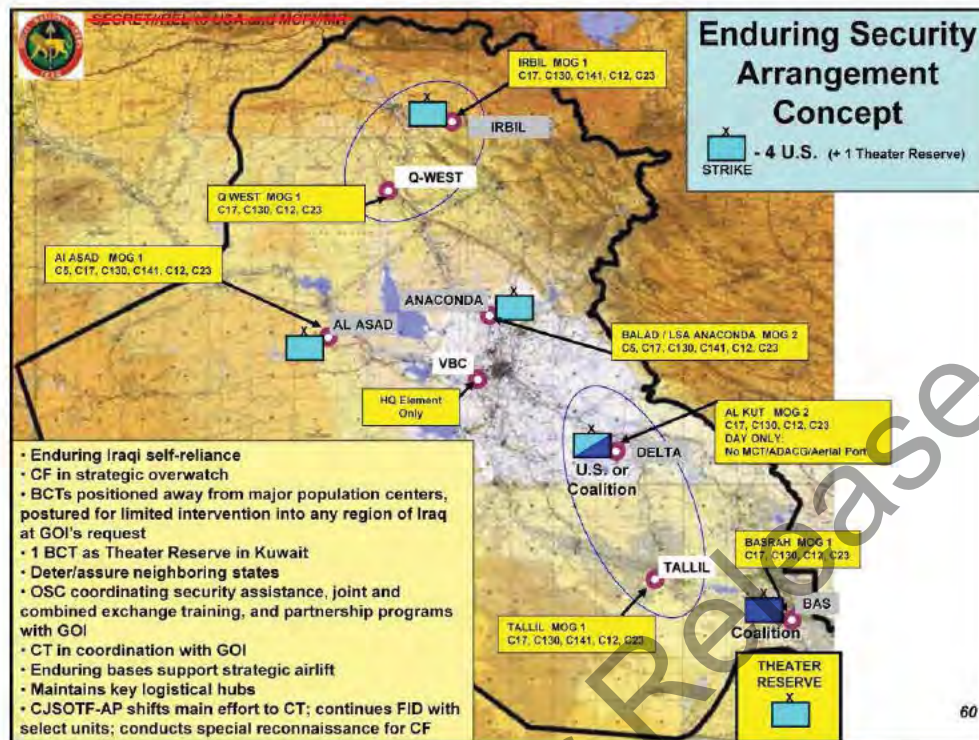 SECRET//REL to USA and MCFI//MR
Enduring Security
Arrangement
Concept
X
- 4 U.S. (+ 1 Theater Reserve)
STRIKE
IRBIL MOG 1
C17, C130, C141, C12, C23
X
IRBIL
Q-WEST
Q WEST MOG 1
C17, C130, C12, C23
Al ASAD MOG 1
C5, C17, C130, C141, C12, C23
ANACONDA
X
AL ASAD
X
BALAD / LSA ANACONDA MOG 2
C5, C17, C130, C141, C12, C23
VBC
HQ Element
Only
AL KUT MOG 2
C17, C130, C12, C23
DAY ONLY:
No MCT/ADACG/Aerial Port
X
DELTA
U.S. or
Coalition
BASRAH MOG 1
C17, C130, C12, C23
TALLIL
X
BAS
Coalition
TALLIL MOG 1
C17, C130, C141, C12, C23
THEATER
RESERVE
X
• Enduring Iraqi self-reliance
• CF in strategic overwatch
• BCTs positioned away from major population centers,
postured for limited intervention into any region of Iraq
at GOI's request
• 1 BCT as Theater Reserve in Kuwait
• Deter/assure neighboring states
• OSC coordinating security assistance, joint and
combined exchange training, and partnership programs
with GOI
• CT in coordination with GOI
• Enduring bases support strategic airlift
• Maintains key logistical hubs
• CJSOTF-AP shifts main effort to CT; continues FID with
select units; conducts special reconnaissance for CF
Release
60